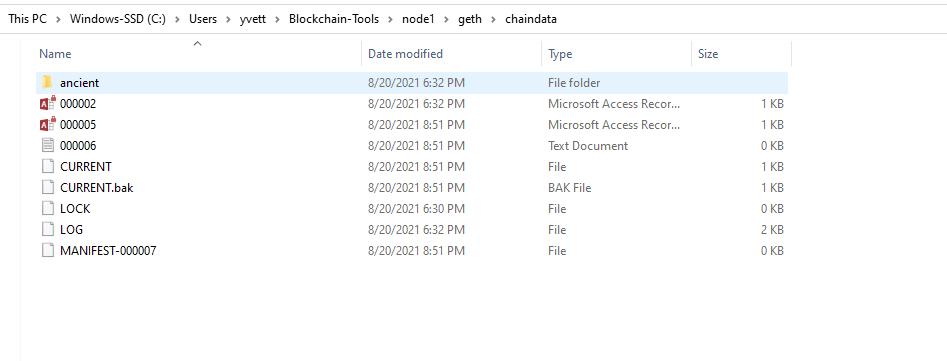 This PC > Windows-SSD (C:) > Users > yvett > Blockchain-Tools > node1 > geth > chaindata
Name Date modified Type Size
ancient 8/20/2021 6:32 PM File folder
000002 8/20/2021 6:32 PM Microsoft Access Recor... 1 KB
000005 8/20/2021 8:51 PM Microsoft Access Recor... 1 KB
000006 8/20/2021 8:51 PM Text Document 0 KB
CURRENT 8/20/2021 8:51 PM File 1 KB
CURRENT.bak 8/20/2021 8:51 PM BAK File 1 KB
LOCK 8/20/2021 6:30 PM File 0 KB
LOG 8/20/2021 6:32 PM File 2 KB
MANIFEST-000007 8/20/2021 8:51 PM File 0 KB